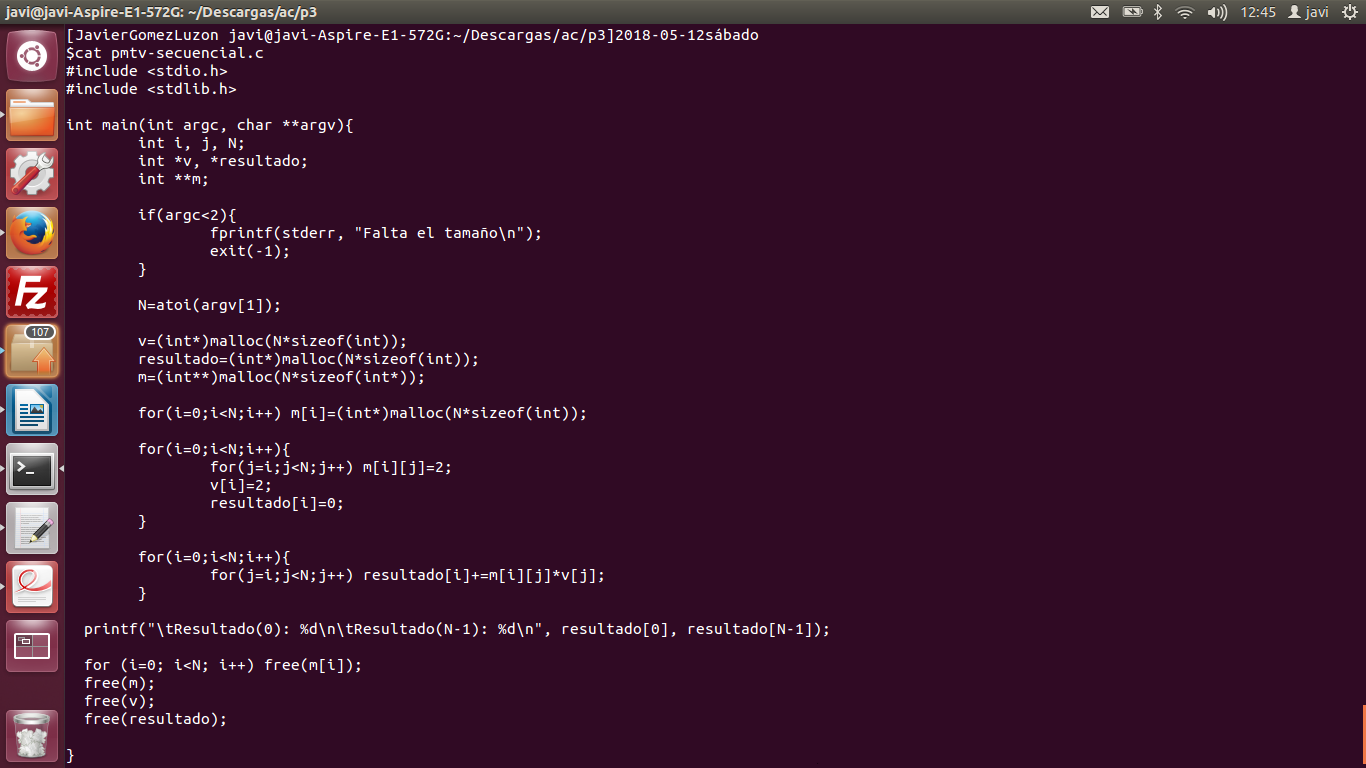 javi@javi-Aspire-E1-572G: ~/Descargas/ac/p3
12:45 javi
[JavierGomezLuzon javi@javi-Aspire-E1-572G:~/Descargas/ac/p3]2018-05-12sábado
$cat pmtv-secuencial.c
#include <stdio.h>
#include <stdlib.h>

int main(int argc, char **argv){
        int i, j, N;
        int *v, *resultado;
        int **m;

        if(argc<2){
                fprintf(stderr, "Falta el tamaño\n");
                exit(-1);
        }

        N=atoi(argv[1]);

        v=(int*)malloc(N*sizeof(int));
        resultado=(int*)malloc(N*sizeof(int));
        m=(int**)malloc(N*sizeof(int*));

        for(i=0;i<N;i++) m[i]=(int*)malloc(N*sizeof(int));

        for(i=0;i<N;i++){
                for(j=i;j<N;j++) m[i][j]=2;
                v[i]=2;
                resultado[i]=0;
        }

        for(i=0;i<N;i++){
                for(j=i;j<N;j++) resultado[i]+=m[i][j]*v[j];
        }

  printf("\tResultado(0): %d\n\tResultado(N-1): %d\n", resultado[0], resultado[N-1]);

  for (i=0; i<N; i++) free(m[i]);
  free(m);
  free(v);
  free(resultado);

}
Fz
107
>_